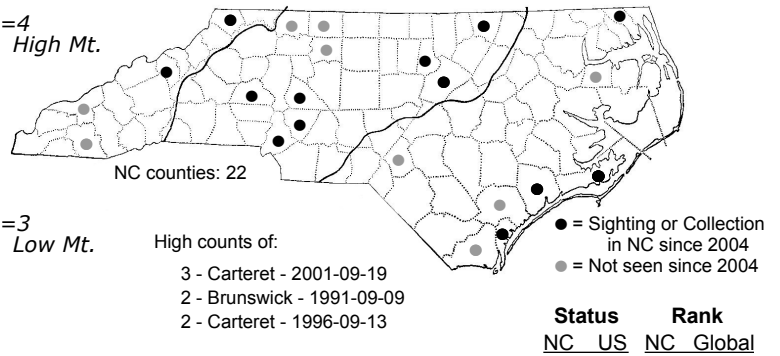 =4
High Mt.
NC counties: 22
=3
Low Mt.
High counts of:
3 - Carteret - 2001-09-19
2 - Brunswick - 1991-09-09
2 - Carteret - 1996-09-13
= Sighting or Collection
in NC since 2004
= Not seen since 2004
Status Rank
NC US NC Global